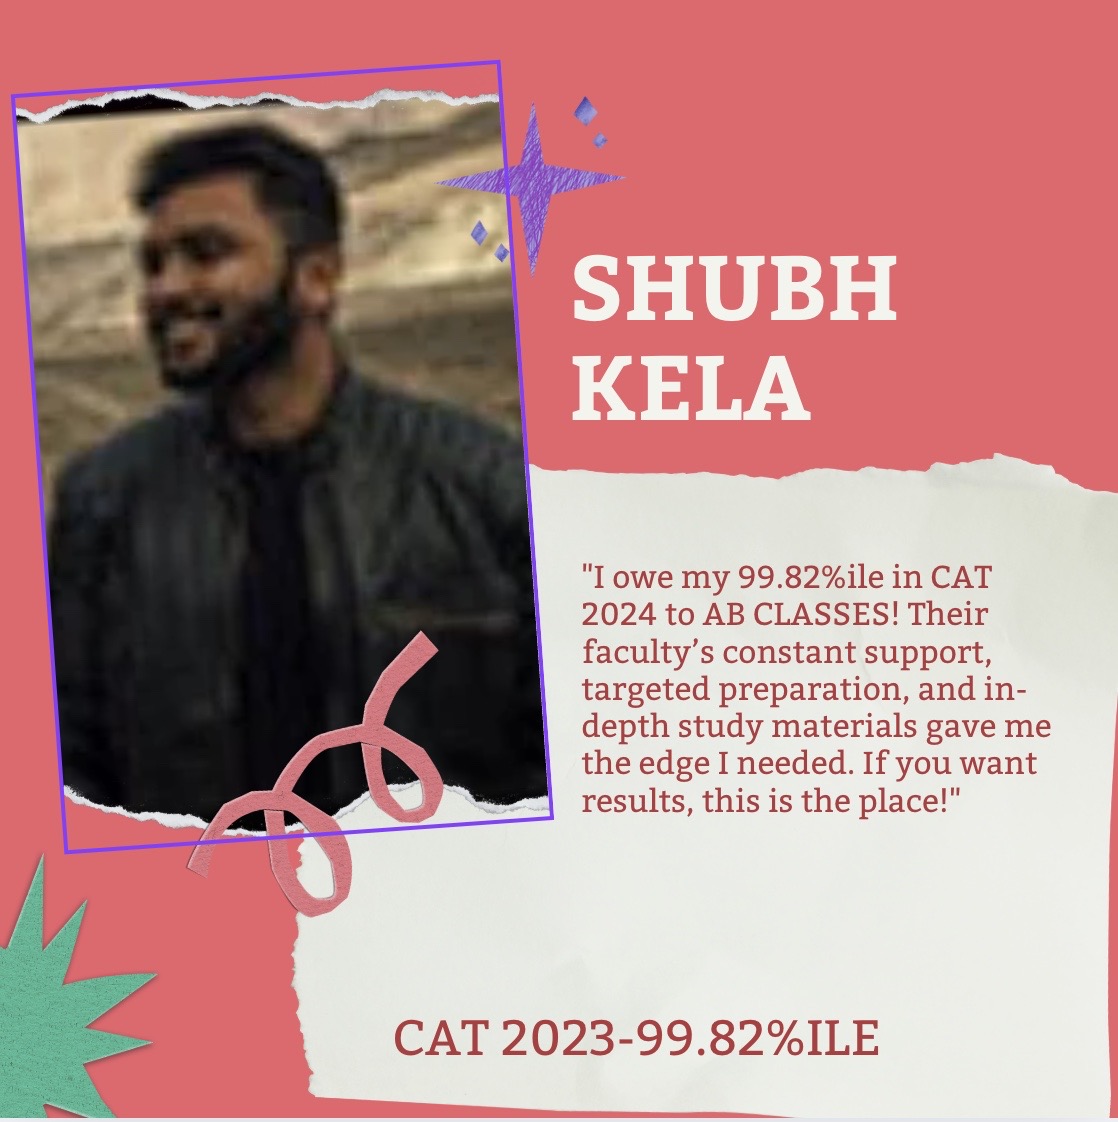 SHUBH
KELA
"I owe my 99.82%ile in CAT
2024 to AB CLASSES! Their
faculty’s constant support,
targeted preparation, and in-
depth study materials gave me
the edge I needed. If you want
results, this is the place!"
CAT 2023-99.82%ILE